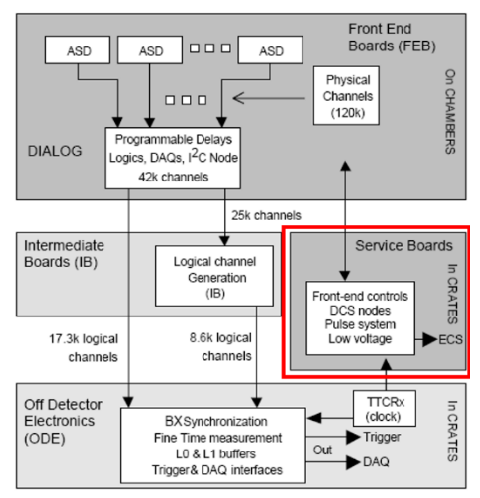 Front End
Boards (FEB)
ASD
ASD
ASD
On CHAMBERS
Physical
Channels
(120k)
DIALOG
Programmable Delays
Logics, DAQs, I2C Node
42k channels
25k channels
Intermediate
Boards (IB)
Logical channel
Generation
(IB)
Service Boards
In CRATES
Front-end controls
DCS nodes
Pulse system
Low voltage
ECS
17.3k logical
channels
8.6k logical
channels
Off Detector
Electronics
(ODE)
TTCRx
(clock)
In CRATES
BX Synchronization
Fine Time measurement
L0 & L1 buffers
Trigger & DAQ interfaces
Out
Trigger
DAQ